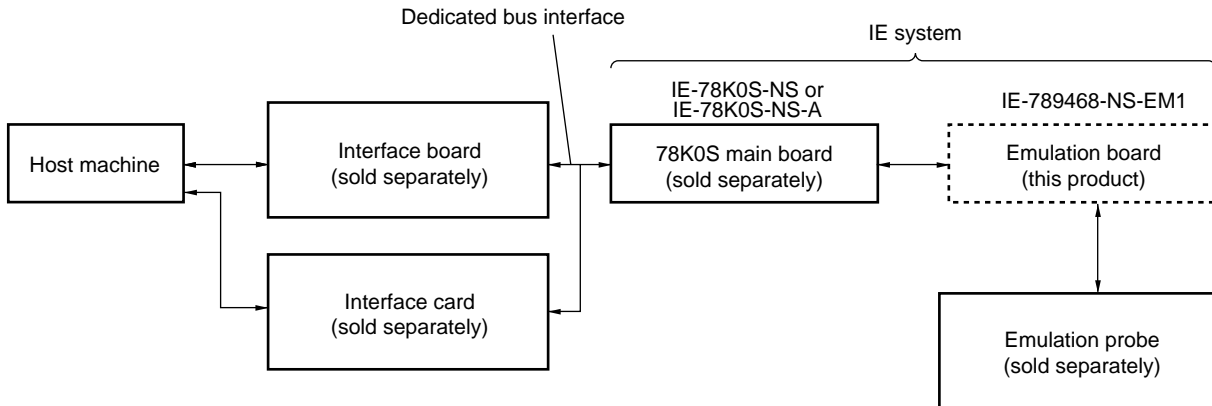 Dedicated bus interface
IE system
IE-78K0S-NS or
IE-78K0S-NS-A
IE-789468-NS-EM1
Host machine
Interface board
(sold separately)
78K0S main board
(sold separately)
Emulation board
(this product)
Interface card
(sold separately)
Emulation probe
(sold separately)